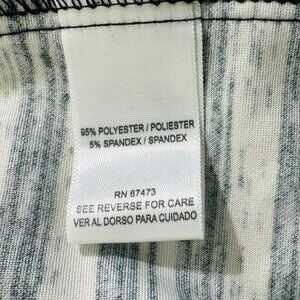 95% POLYESTER / POLIESTER
5% SPANDEX / SPANDEX
RN 67473
SEE REVERSE FOR CARE
VER AL DORSO PARA CUIDADO